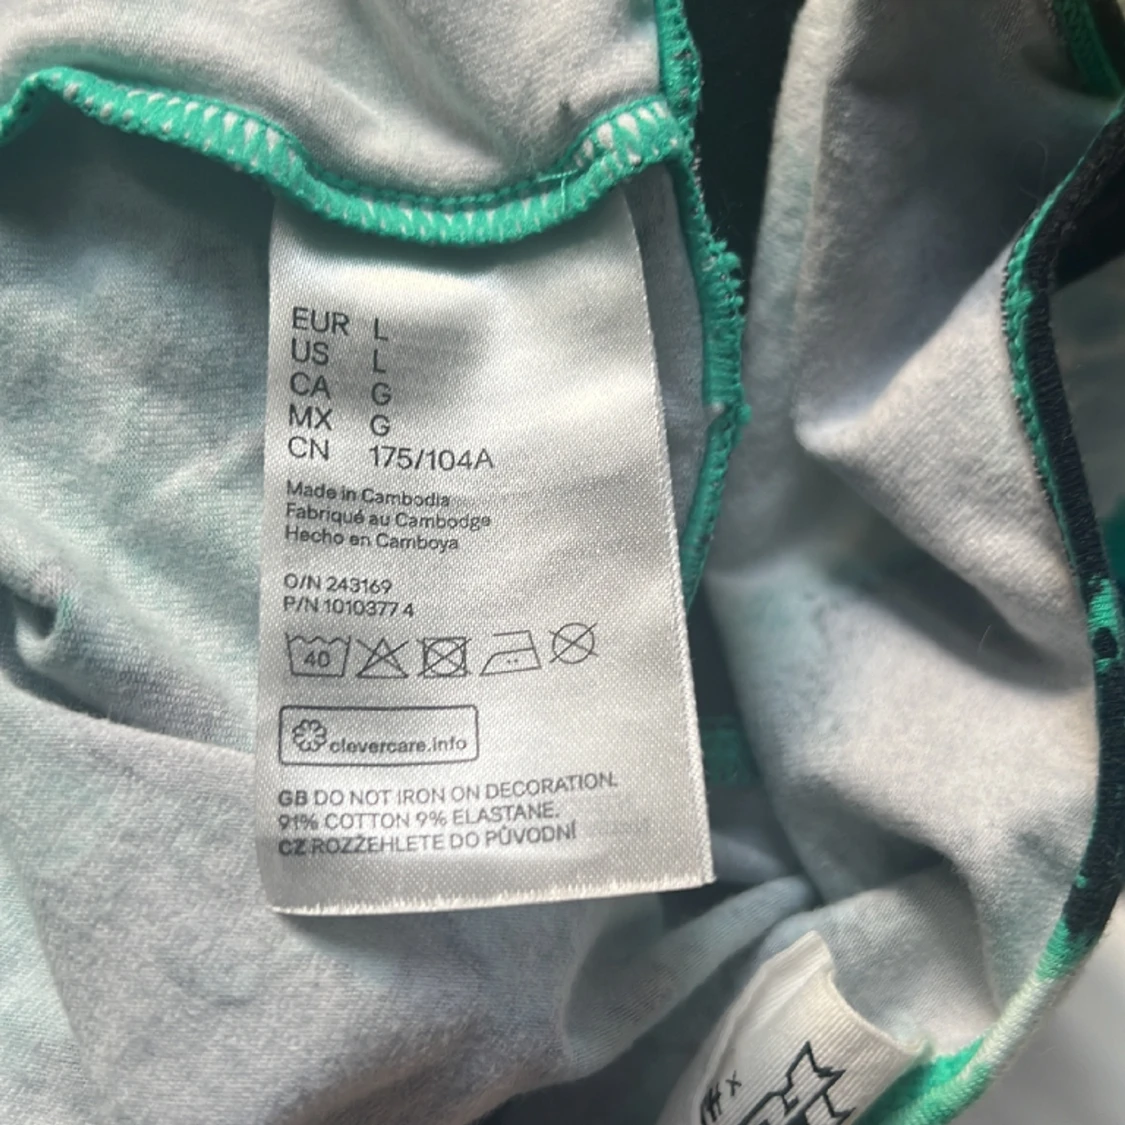 EUR L
US L
CA G
MX G
CN 175/104A
Made in Cambodia
Fabriqué au Cambodge
Hecho en Camboya
O/N 243169
P/N 1010377 4
40
clevercare.info
GB DO NOT IRON ON DECORATION.
91% COTTON 9% ELASTANE.
CZ ROZŽEHLETE DO PŮVODNÍ